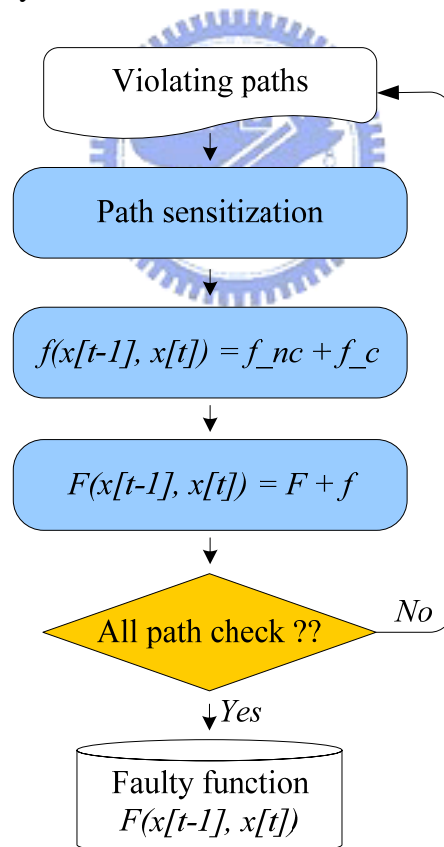 Violating paths
Path sensitization
f(x[t-1], x[t]) = f_nc + f_c
F(x[t-1], x[t]) = F + f
All path check ??
No
Yes
Faulty function
F(x[t-1], x[t])